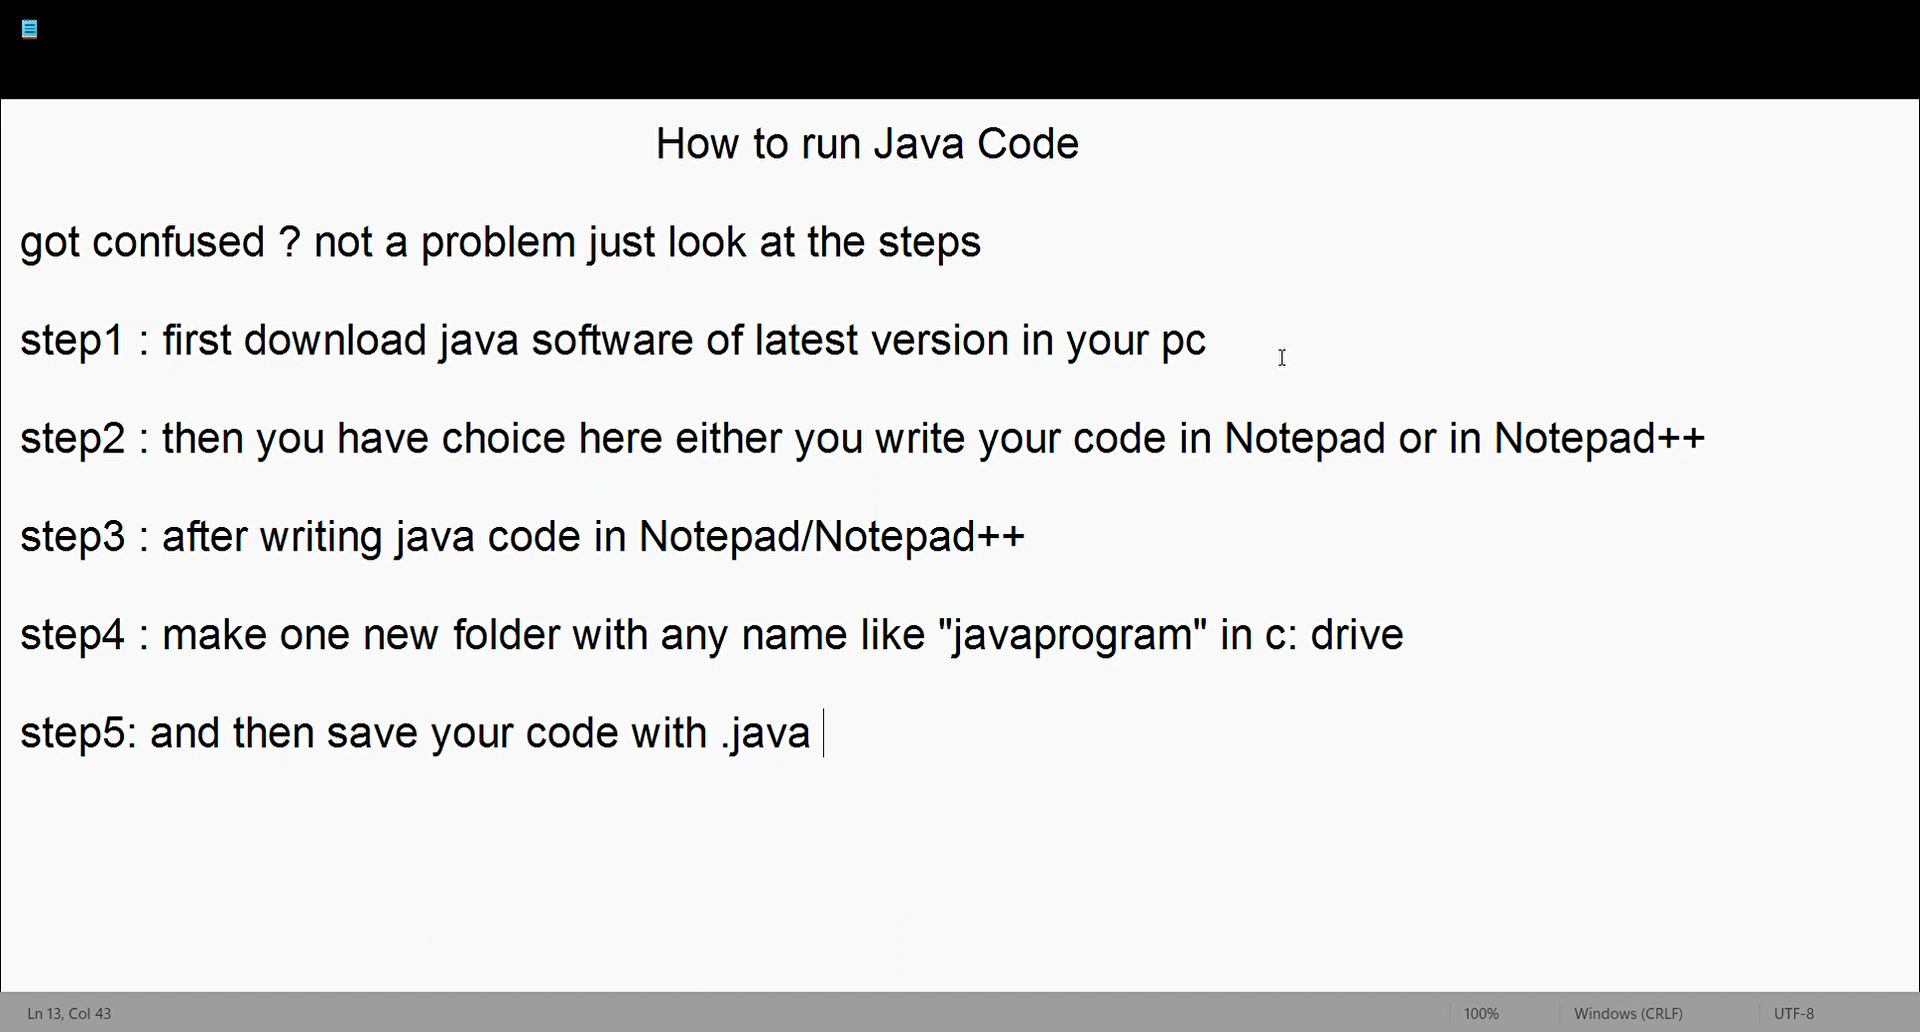 How to run Java Code
got confused ? not a problem just look at the steps
step1 : first download java software of latest version in your pc
step2 : then you have choice here either you write your code in Notepad or in Notepad++
step3 : after writing java code in Notepad/Notepad++
step4 : make one new folder with any name like "javaprogram" in c: drive
step5: and then save your code with .java
Ln 13, Col 43 100% Windows (CRLF) UTF-8